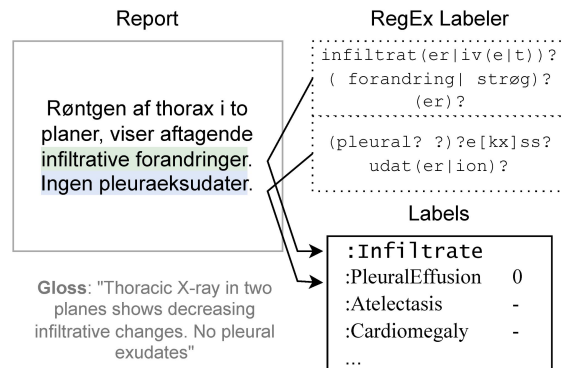 Report
Røntgen af thorax i to
planer, viser aftagende
infiltrative forandringer.
Ingen pleuraeksudater.
Gloss: "Thoracic X-ray in two
planes shows decreasing
infiltrative changes. No pleural
exudates"
RegEx Labeler
infiltrat(er|iv(e|t))?
( forandring| strøg)?
(er)?
(pleural? ?)?e[kx]ss?
udat(er|ion)?
Labels
:Infiltrate
:PleuralEffusion 0
:Atelectasis -
:Cardiomegaly -
...